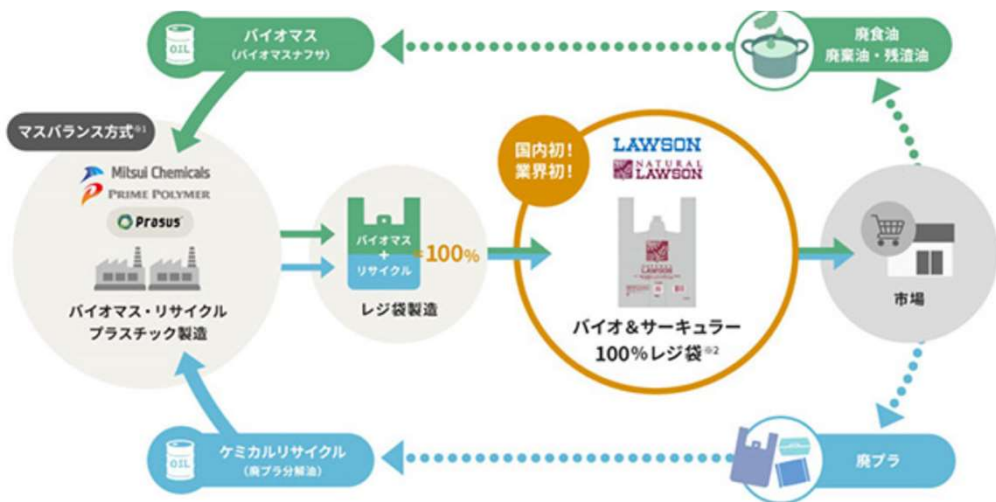 OIL
バイオマス
(バイオマスナフサ)
廃食油
廃棄油・残渣油
マスバランス方式※1
Mitsui Chemicals
PRIME POLYMER
Prasus
バイオマス・リサイクル
プラスチック製造
バイオマス
+
リサイクル
=100%
レジ袋製造
国内初!
業界初!
LAWSON
NATURAL
LAWSON
LAWSON
バイオ&サーキュラー
100%レジ袋※2
市場
OIL
ケミカルリサイクル
(廃プラ分解油)
廃プラ